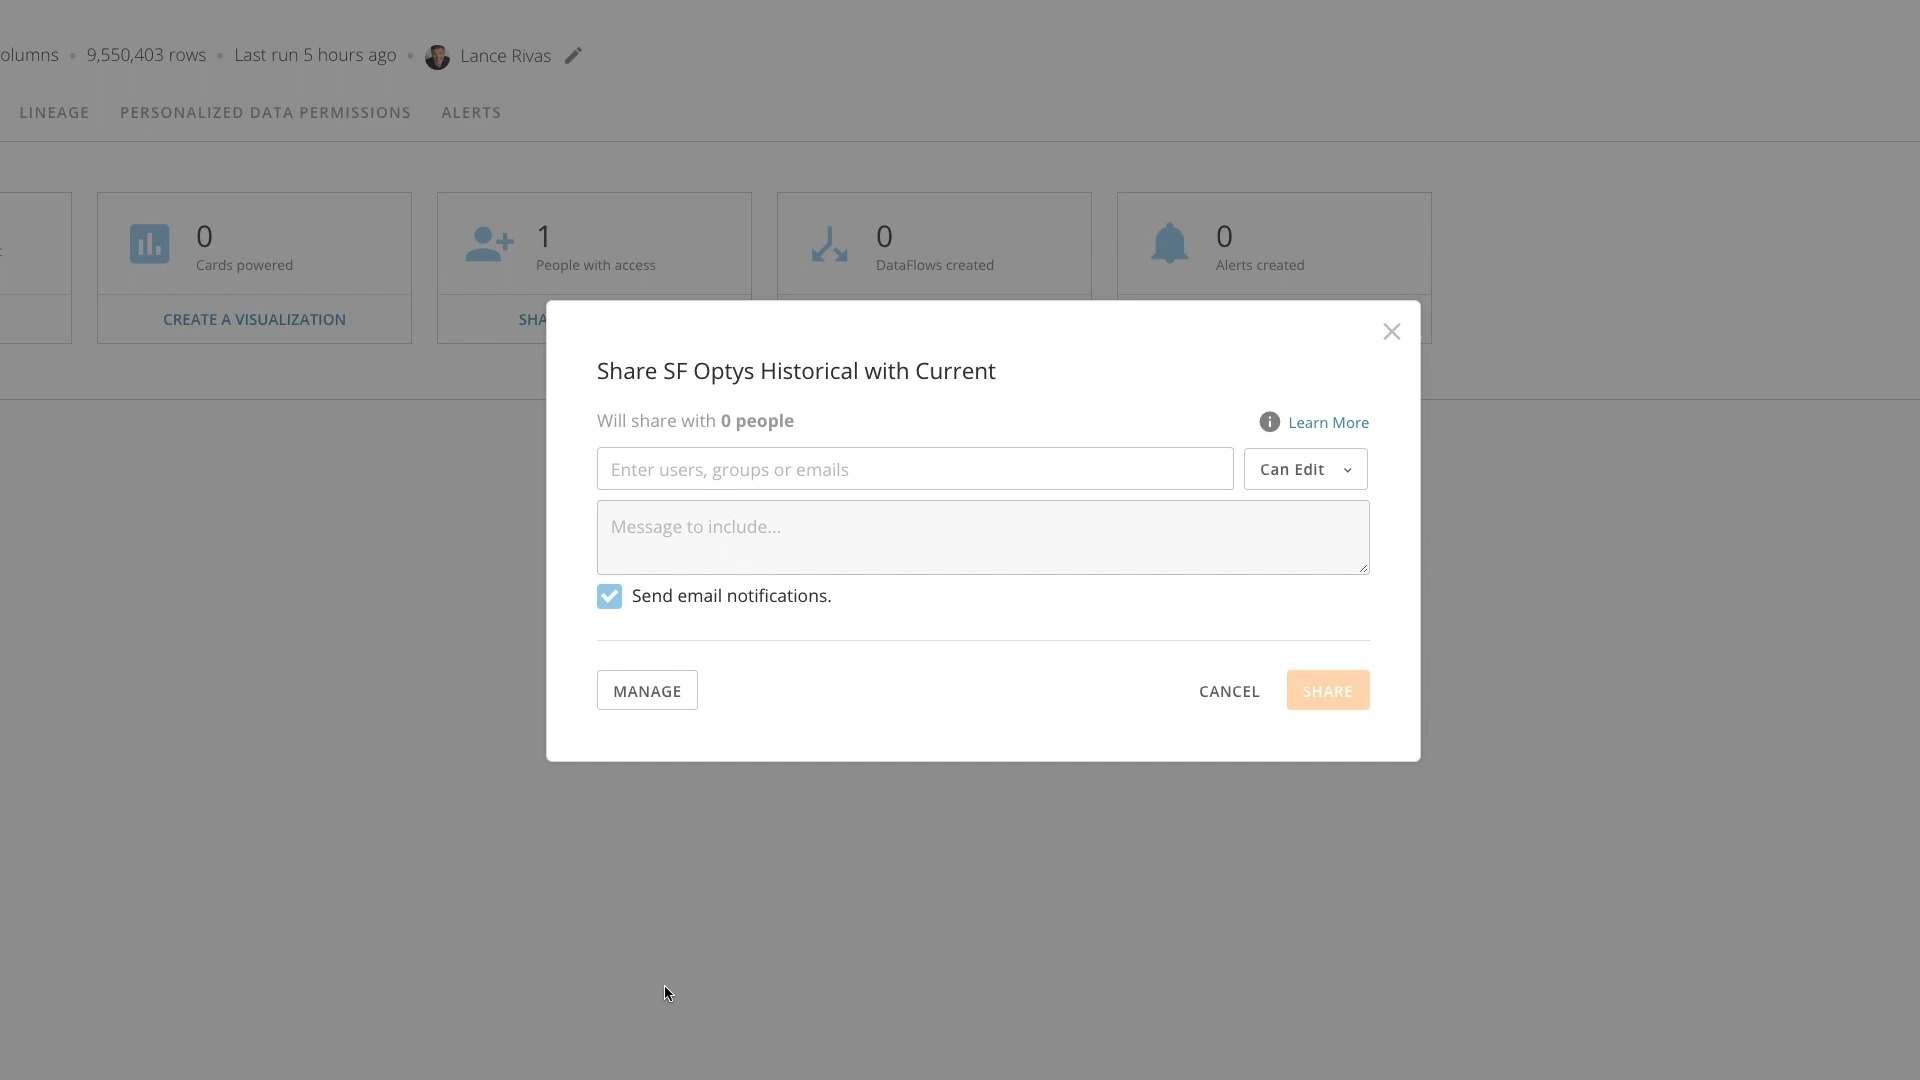 olumns • 9,550,403 rows • Last run 5 hours ago • Lance Rivas
LINEAGE PERSONALIZED DATA PERMISSIONS ALERTS
0
Cards powered
CREATE A VISUALIZATION
1
People with access
SHA
0
DataFlows created
0
Alerts created
Share SF Optys Historical with Current
Will share with 0 people
Learn More
Enter users, groups or emails
Can Edit
Message to include...
Send email notifications.
MANAGE
CANCEL
SHARE